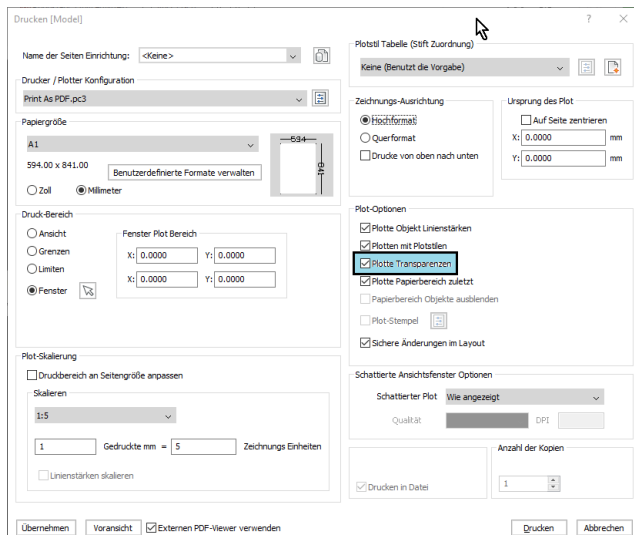 Drucken [Model]
? X
Name der Seiten Einrichtung: <Keine>
Drucker / Plotter Konfiguration
Print As PDF.pc3
Papiergröße
A1
594.00 x 841.00
Benutzerdefinierte Formate verwalten
Zoll
Millimeter
594
841
Druck-Bereich
Ansicht
Grenzen
Limiten
Fenster
Fenster Plot Bereich
X: 0.0000 Y: 0.0000
X: 0.0000 Y: 0.0000
Plot-Skalierung
Druckbereich an Seitengröße anpassen
Skalieren
1:5
1 Gedruckte mm = 5 Zeichnungs Einheiten
Linienstärken skalieren
Plotstil Tabelle (Stift Zuordnung)
Keine (Benutzt die Vorgabe)
Zeichnungs-Ausrichtung
Hochformat
Querformat
Drucke von oben nach unten
Ursprung des Plot
Auf Seite zentrieren
X: 0.0000 mm
Y: 0.0000 mm
Plot-Optionen
Plotte Objekt Linienstärken
Plotten mit Plotstilen
Plotte Transparenzen
Plotte Papierbereich zuletzt
Papierbereich Objekte ausblenden
Plot-Stempel
Sichere Änderungen im Layout
Schattierte Ansichtsfenster Optionen
Schattierter Plot Wie angezeigt
Qualität DPI
Drucken in Datei
Anzahl der Kopien
1
Übernehmen Voransicht Externen PDF-Viewer verwenden Drucken Abbrechen